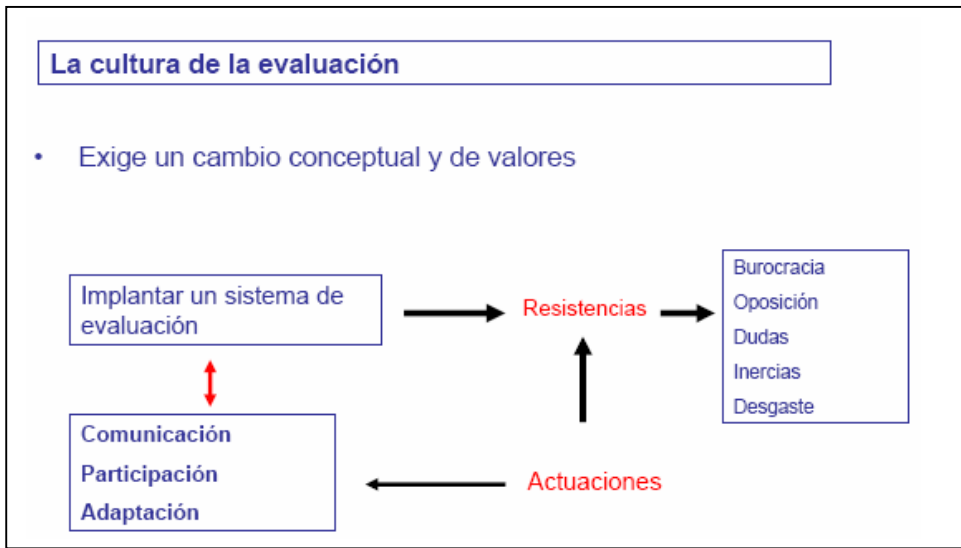 La cultura de la evaluación
• Exige un cambio conceptual y de valores
Implantar un sistema de
evaluación
Resistencias
Burocracia
Oposición
Dudas
Inercias
Desgaste
Comunicación
Participación
Adaptación
Actuaciones